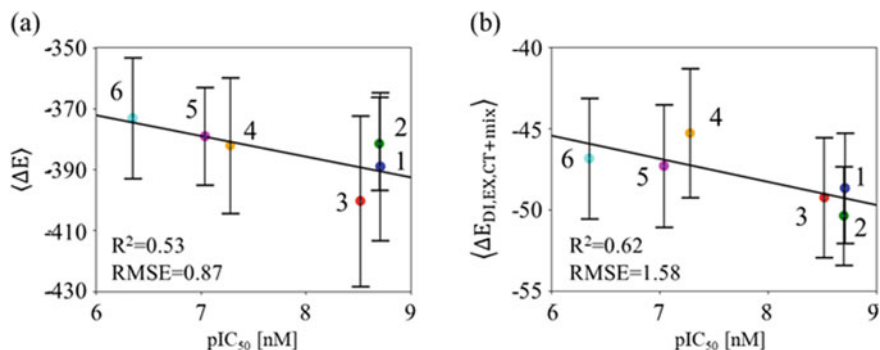 (a)
⟨ΔE⟩
-350
-370
-390
-410
-430
6
5
4
3
2
1
R²=0.53
RMSE=0.87
6 7 8 9
pIC₅₀ [nM]
(b)
⟨ΔE_DI,EX,CT+mix⟩
-40
-45
-50
-55
6
5
4
3
1
2
R²=0.62
RMSE=1.58
6 7 8 9
pIC₅₀ [nM]